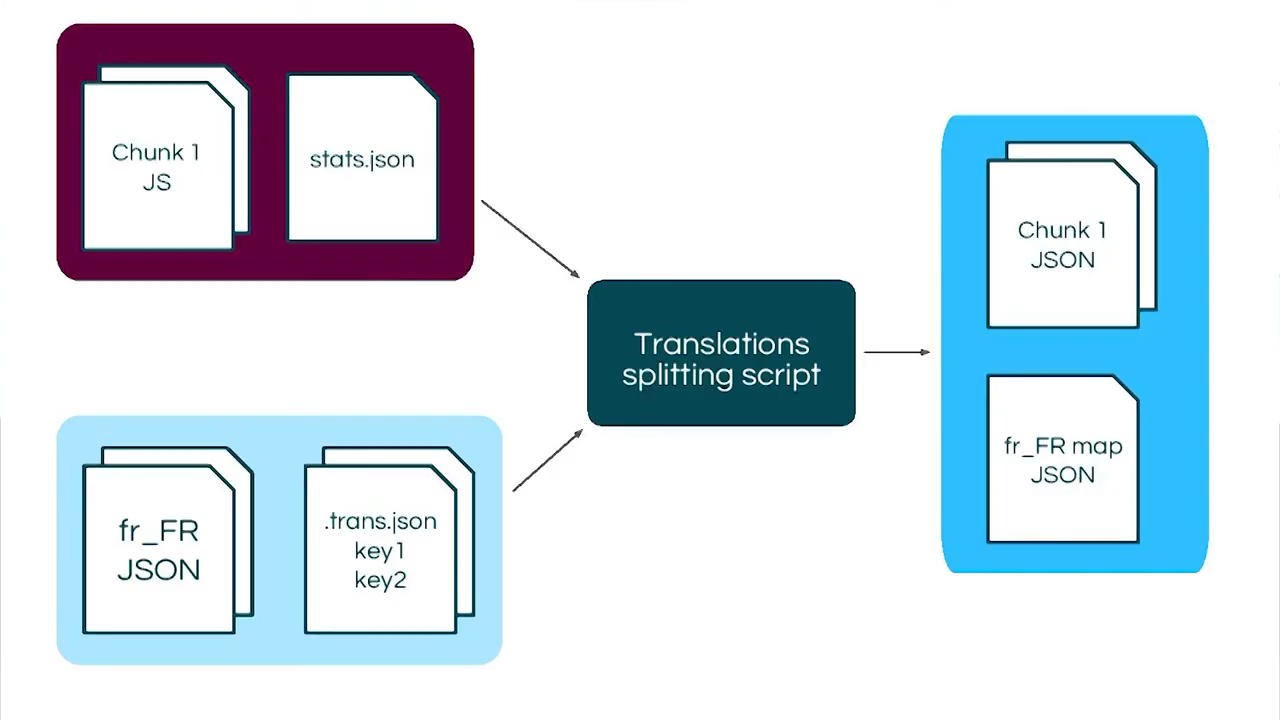 Chunk 1
JS
stats.json
fr_FR
JSON
.trans.json
key1
key2
Translations
splitting script
Chunk 1
JSON
fr_FR map
JSON